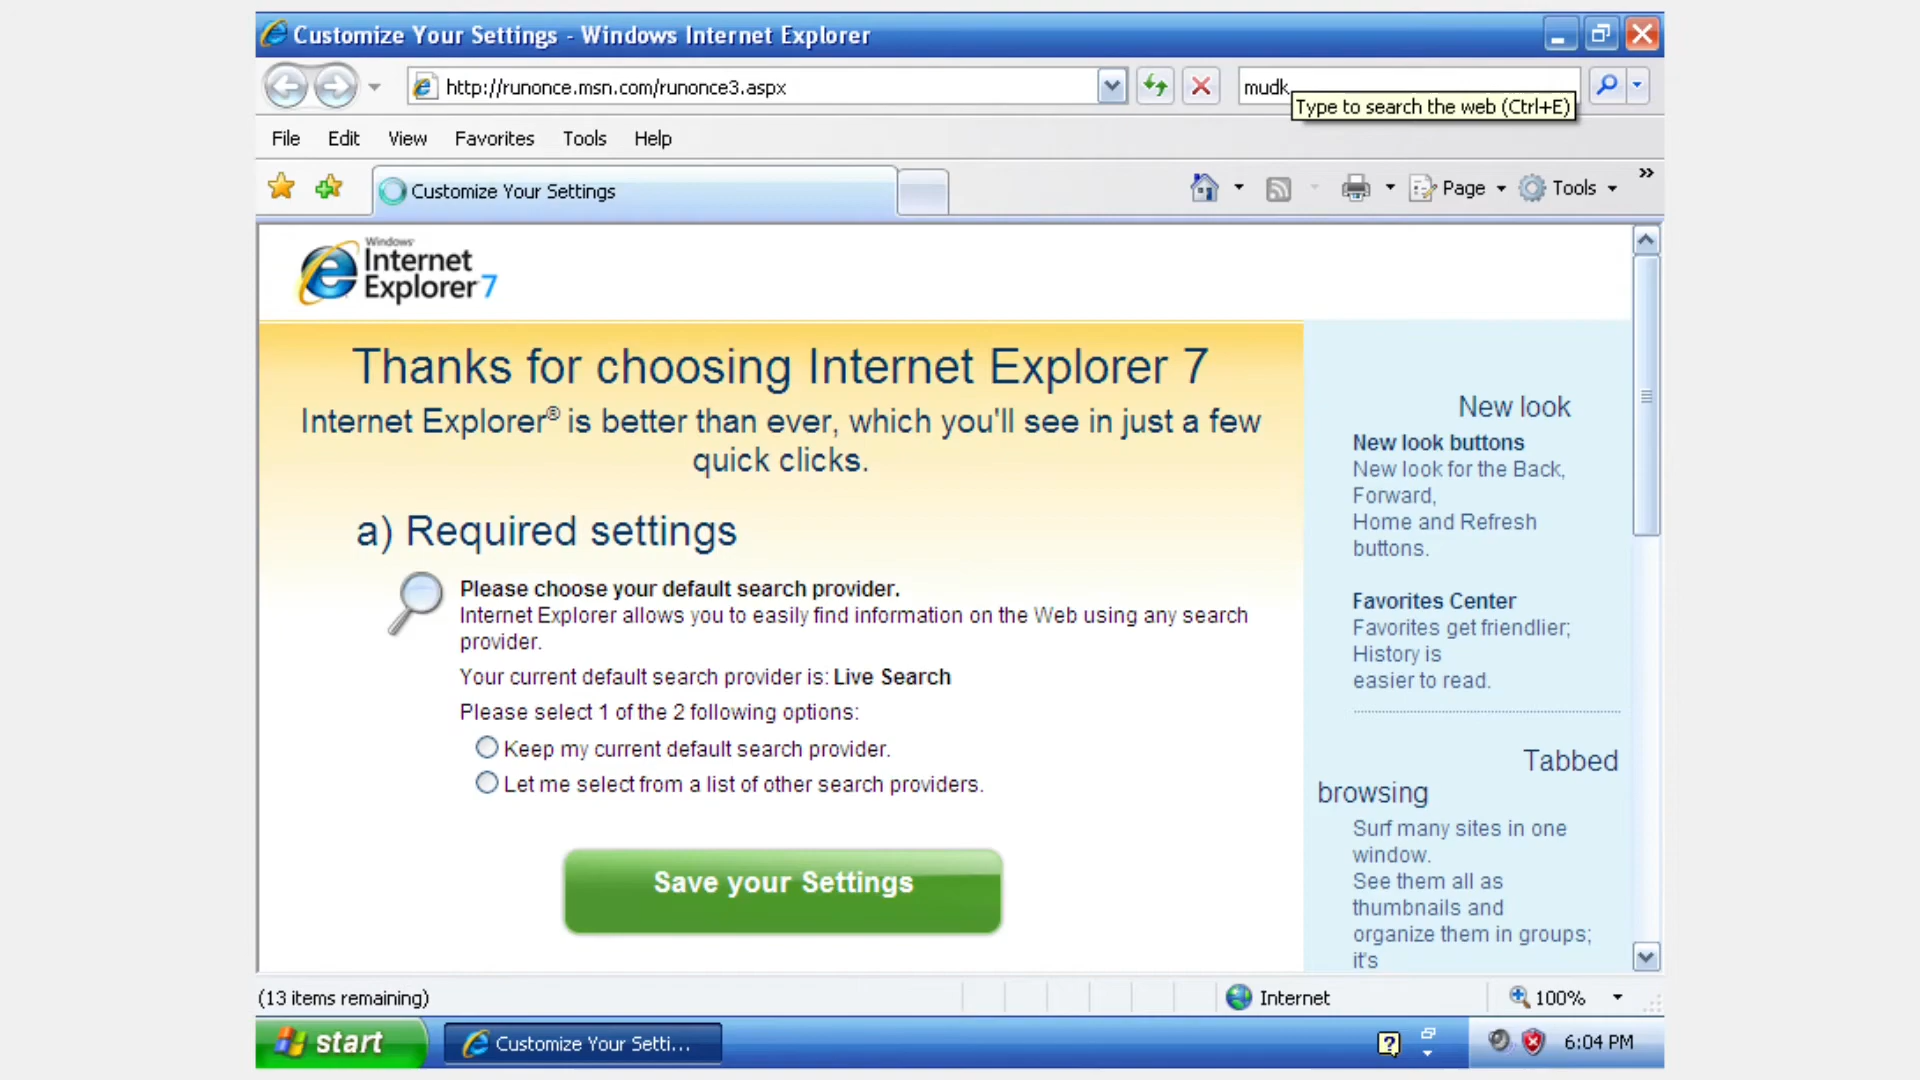 Customize Your Settings - Windows Internet Explorer
http://runonce.msn.com/runonce3.aspx
mudk
Type to search the web (Ctrl+E)
File Edit View Favorites Tools Help
Customize Your Settings
Page Tools »
Windows
Internet
Explorer 7
Thanks for choosing Internet Explorer 7
Internet Explorer® is better than ever, which you'll see in just a few
quick clicks.
a) Required settings
Please choose your default search provider.
Internet Explorer allows you to easily find information on the Web using any search
provider.
Your current default search provider is: Live Search
Please select 1 of the 2 following options:
Keep my current default search provider.
Let me select from a list of other search providers.
Save your Settings
New look
New look buttons
New look for the Back,
Forward,
Home and Refresh
buttons.
Favorites Center
Favorites get friendlier;
History is
easier to read.
Tabbed
browsing
Surf many sites in one
window.
See them all as
thumbnails and
organize them in groups;
it's
(13 items remaining)
Internet
100%
start
Customize Your Setti...
6:04 PM